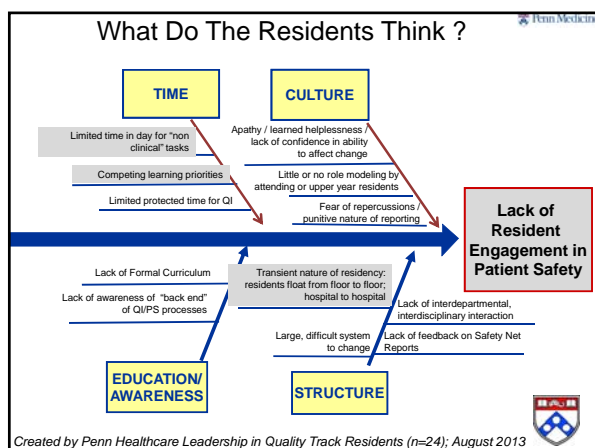 What Do The Residents Think ?
Penn Medicine
TIME
CULTURE
Limited time in day for “non
clinical” tasks
Competing learning priorities
Limited protected time for QI
Apathy / learned helplessness /
lack of confidence in ability
to affect change
Little or no role modeling by
attending or upper year residents
Fear of repercussions /
punitive nature of reporting
Lack of
Resident
Engagement in
Patient Safety
Lack of Formal Curriculum
Lack of awareness of “back end”
of QI/PS processes
Transient nature of residency:
residents float from floor to floor;
hospital to hospital
Large, difficult system
to change
Lack of interdepartmental,
interdisciplinary interaction
Lack of feedback on Safety Net
Reports
EDUCATION/
AWARENESS
STRUCTURE
Created by Penn Healthcare Leadership in Quality Track Residents (n=24); August 2013